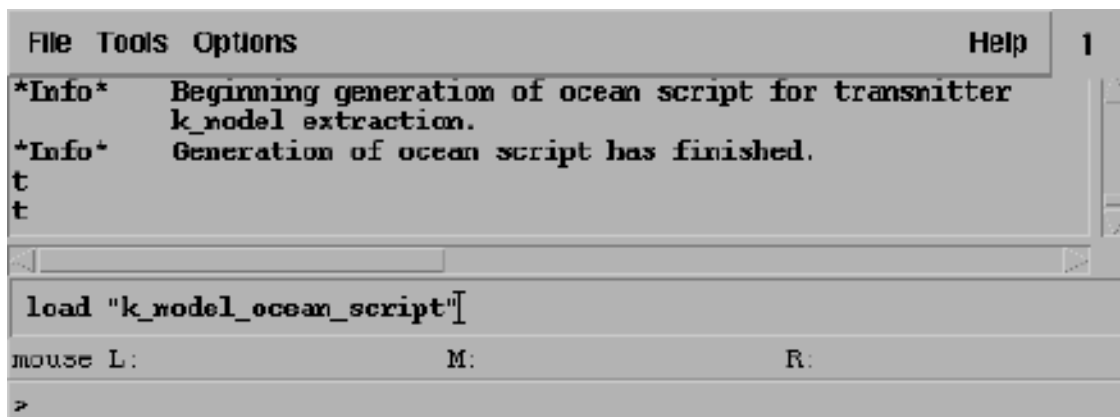 File Tools Options Help 1
*Info* Beginning generation of ocean script for transmitter
k_model extraction.
*Info* Generation of ocean script has finished.
t
t
load "k_model_ocean_script"
mouse L: M: R:
>